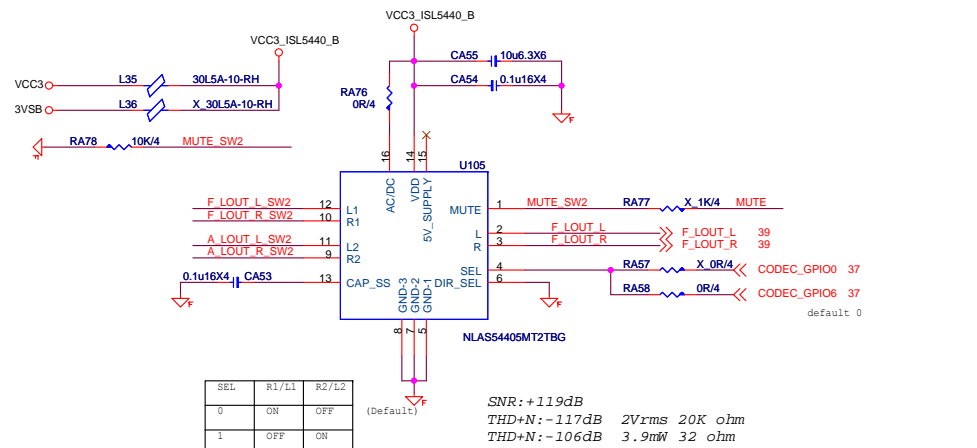 VCC3_ISL5440_B
VCC3_ISL5440_B
CA55 10u6.3X6
VCC3 L35 30L5A-10-RH
CA54 0.1u16X4
RA76
0R/4
3VSB L36 X_30L5A-10-RH
F
RA78 10K/4 MUTE_SW2
F
16 14 15
U105
AC/DC VDD 5V_SUPPLY
F_LOUT_L_SW2 12 L1
F_LOUT_R_SW2 10 R1
A_LOUT_L_SW2 11 L2
A_LOUT_R_SW2 9 R2
0.1u16X4 CA53 13 CAP_SS
F
MUTE 1 MUTE_SW2 RA77 X_1K/4 MUTE
L 2 F_LOUT_L F_LOUT_L 39
R 3 F_LOUT_R F_LOUT_R 39
SEL 4 RA57 X_0R/4 CODEC_GPIO0 37
DIR_SEL 6
F
RA58 0R/4 CODEC_GPIO6 37
default 0
GND-3 GND-2 GND-1
8 7 5
NLAS54405MT2TBG
F
SEL R1/L1 R2/L2
0 ON OFF (Default)
1 OFF ON
SNR:+119dB
THD+N:-117dB 2Vrms 20K ohm
THD+N:-106dB 3.9mW 32 ohm